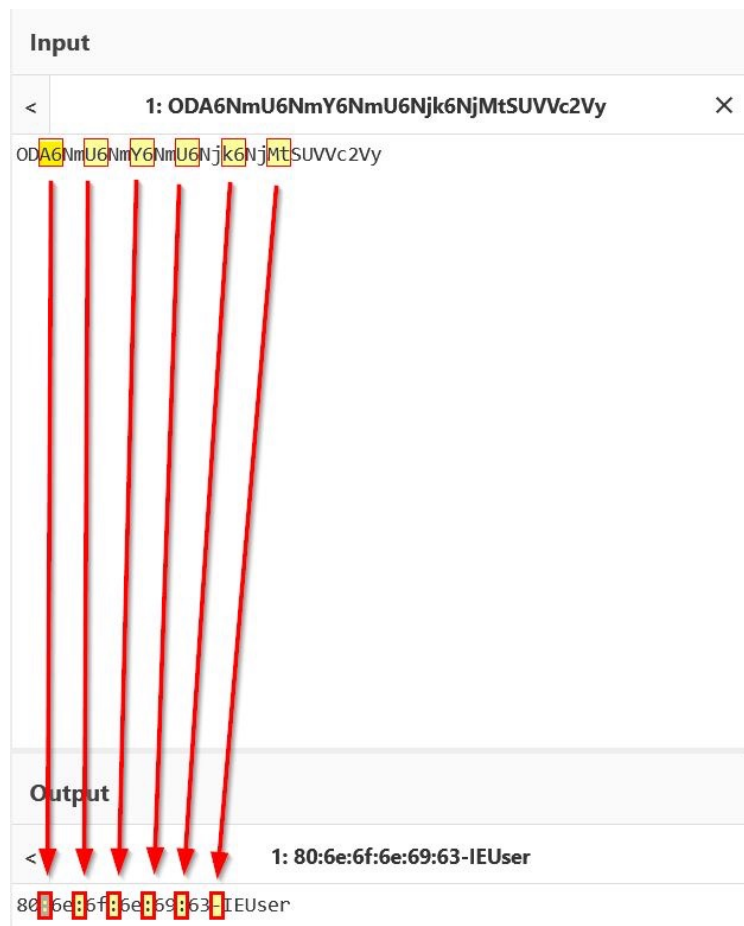 Input
< 1: ODA6NmU6NmY6NmU6Njk6NjMtSUVVc2Vy ×
ODA6NmU6NmY6NmU6Njk6NjMtSUVVc2Vy
Output
< 1: 80:6e:6f:6e:69:63-IEUser
80:6e:6f:6e:69:63-IEUser